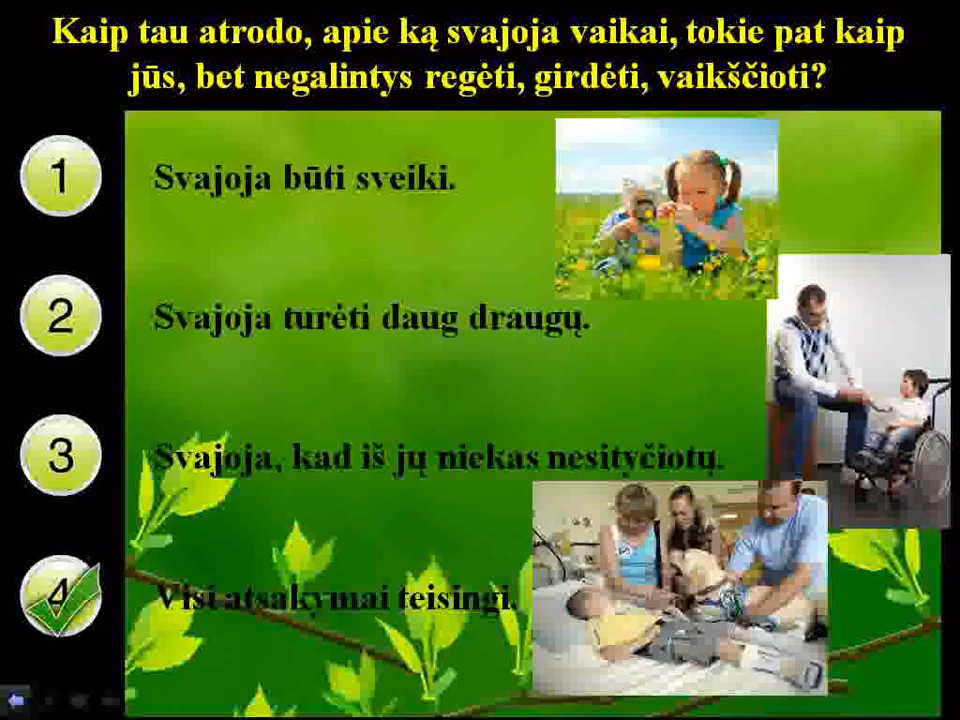 Kaip tau atrodo, apie ką svajoja vaikai, tokie pat kaip
jūs, bet negalintys regėti, girdėti, vaikščioti?
1 Svajoja būti sveiki.
2 Svajoja turėti daug draugų.
3 Svajoja, kad iš jų niekas nesityčiotų.
4 Visi atsakymai teisingi.